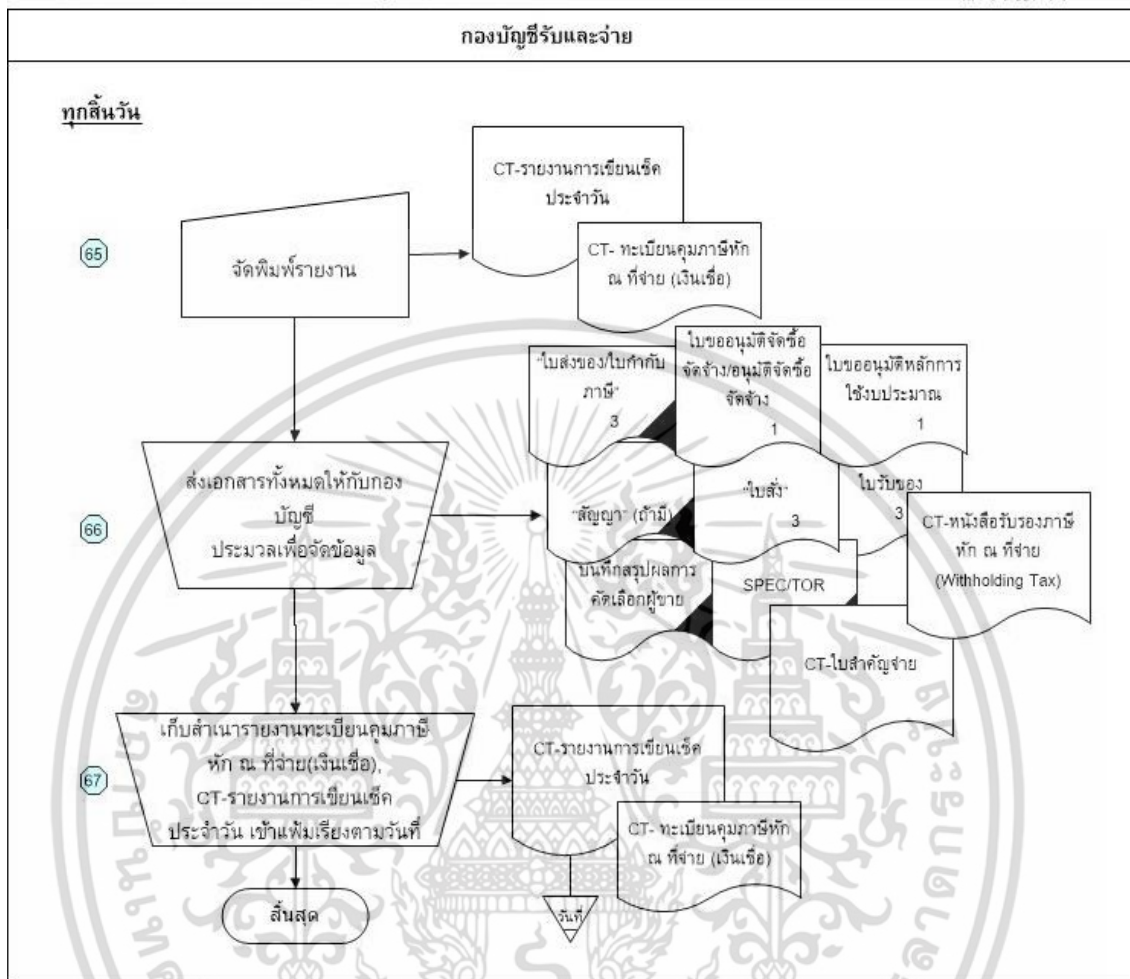 กองบัญชีรับและจ่าย
ทุกสิ้นวัน
65
จัดพิมพ์รายงาน
CT-รายงานการเขียนเช็ค
ประจำวัน
CT- ทะเบียนคุมภาษีหัก
ณ ที่จ่าย (เงินเชื่อ)
66
ส่งเอกสารทั้งหมดให้กับกอง
บัญชี
ประมวลเพื่อจัดข้อมูล
"ใบส่งของ/ใบกำกับ
ภาษี"
3
ใบขออนุมัติจัดซื้อ
จัดจ้าง/อนุมัติจัดซื้อ
จัดจ้าง
1
ใบขออนุมัติหลักการ
ใช้งบประมาณ
1
"สัญญา" (ถ้ามี)
"ใบสั่ง"
3
ใบรับของ
3
CT-หนังสือรับรองภาษี
หัก ณ ที่จ่าย
(Withholding Tax)
บันทึกสรุปผลการ
คัดเลือกผู้ขาย
SPEC/TOR
CT-ใบสำคัญจ่าย
67
เก็บสำเนารายงานทะเบียนคุมภาษี
หัก ณ ที่จ่าย(เงินเชื่อ),
CT-รายงานการเขียนเช็ค
ประจำวัน เข้าแฟ้มเรียงตามวันที่
CT-รายงานการเขียนเช็ค
ประจำวัน
CT- ทะเบียนคุมภาษีหัก
ณ ที่จ่าย (เงินเชื่อ)
วันที่
สิ้นสุด